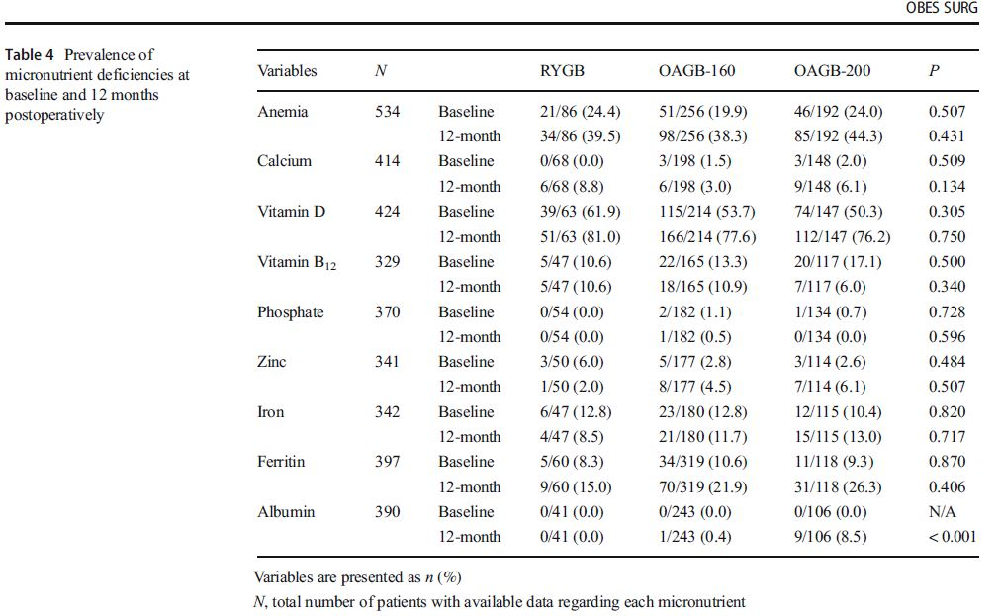 OBES SURG
Table 4 Prevalence of
micronutrient deficiencies at
baseline and 12 months
postoperatively
Variables N RYGB OAGB-160 OAGB-200 P
Anemia 534 Baseline 21/86 (24.4) 51/256 (19.9) 46/192 (24.0) 0.507
12-month 34/86 (39.5) 98/256 (38.3) 85/192 (44.3) 0.431
Calcium 414 Baseline 0/68 (0.0) 3/198 (1.5) 3/148 (2.0) 0.509
12-month 6/68 (8.8) 6/198 (3.0) 9/148 (6.1) 0.134
Vitamin D 424 Baseline 39/63 (61.9) 115/214 (53.7) 74/147 (50.3) 0.305
12-month 51/63 (81.0) 166/214 (77.6) 112/147 (76.2) 0.750
Vitamin B12 329 Baseline 5/47 (10.6) 22/165 (13.3) 20/117 (17.1) 0.500
12-month 5/47 (10.6) 18/165 (10.9) 7/117 (6.0) 0.340
Phosphate 370 Baseline 0/54 (0.0) 2/182 (1.1) 1/134 (0.7) 0.728
12-month 0/54 (0.0) 1/182 (0.5) 0/134 (0.0) 0.596
Zinc 341 Baseline 3/50 (6.0) 5/177 (2.8) 3/114 (2.6) 0.484
12-month 1/50 (2.0) 8/177 (4.5) 7/114 (6.1) 0.507
Iron 342 Baseline 6/47 (12.8) 23/180 (12.8) 12/115 (10.4) 0.820
12-month 4/47 (8.5) 21/180 (11.7) 15/115 (13.0) 0.717
Ferritin 397 Baseline 5/60 (8.3) 34/319 (10.6) 11/118 (9.3) 0.870
12-month 9/60 (15.0) 70/319 (21.9) 31/118 (26.3) 0.406
Albumin 390 Baseline 0/41 (0.0) 0/243 (0.0) 0/106 (0.0) N/A
12-month 0/41 (0.0) 1/243 (0.4) 9/106 (8.5) < 0.001
Variables are presented as n (%)
N, total number of patients with available data regarding each micronutrient